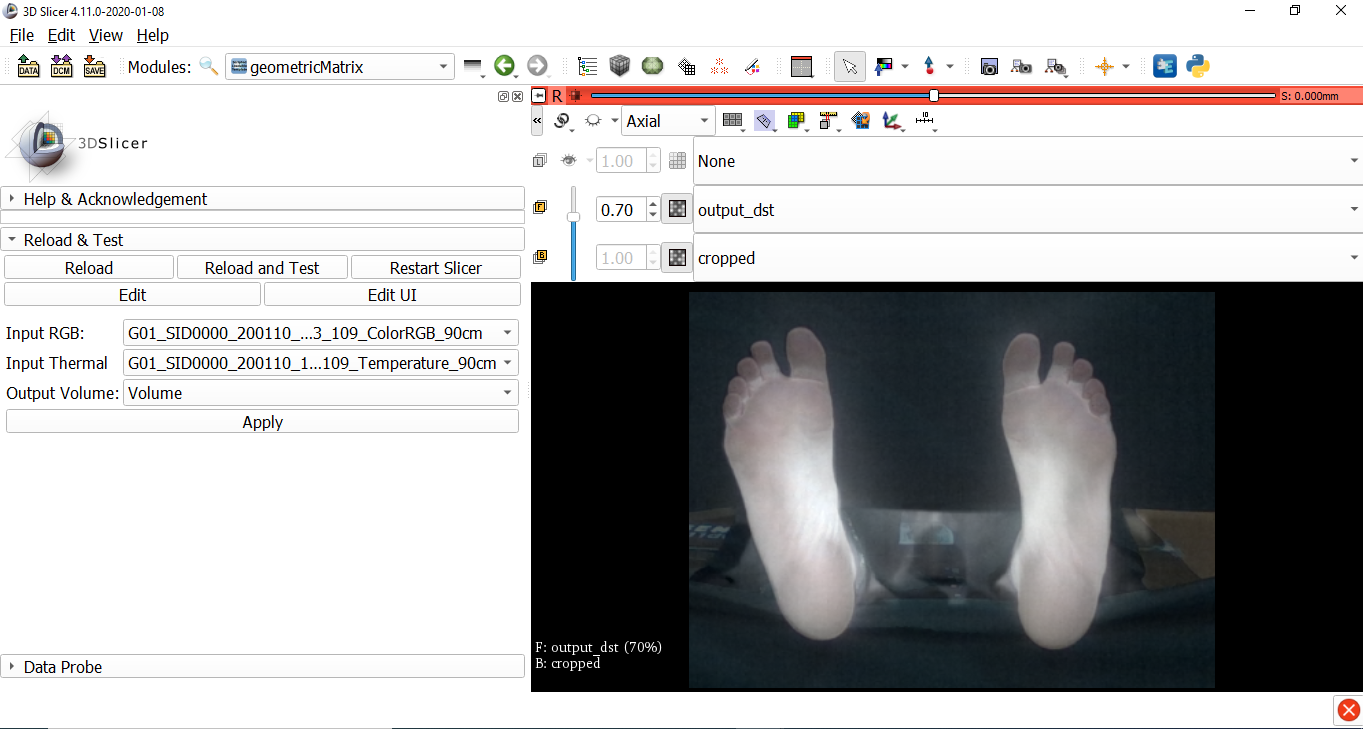 3D Slicer 4.11.0-2020-01-08
File Edit View Help
DATA DCM SAVE Modules: geometricMatrix
R S: 0.000mm
Axial
3DSlicer
L 1.00 None
Help & Acknowledgement
F 0.70 output_dst
Reload & Test
B 1.00 cropped
Reload Reload and Test Restart Slicer
Edit Edit UI
Input RGB: G01_SID0000_200110_...3_109_ColorRGB_90cm
Input Thermal G01_SID0000_200110_1...109_Temperature_90cm
Output Volume: Volume
Apply
F: output_dst (70%)
B: cropped
Data Probe